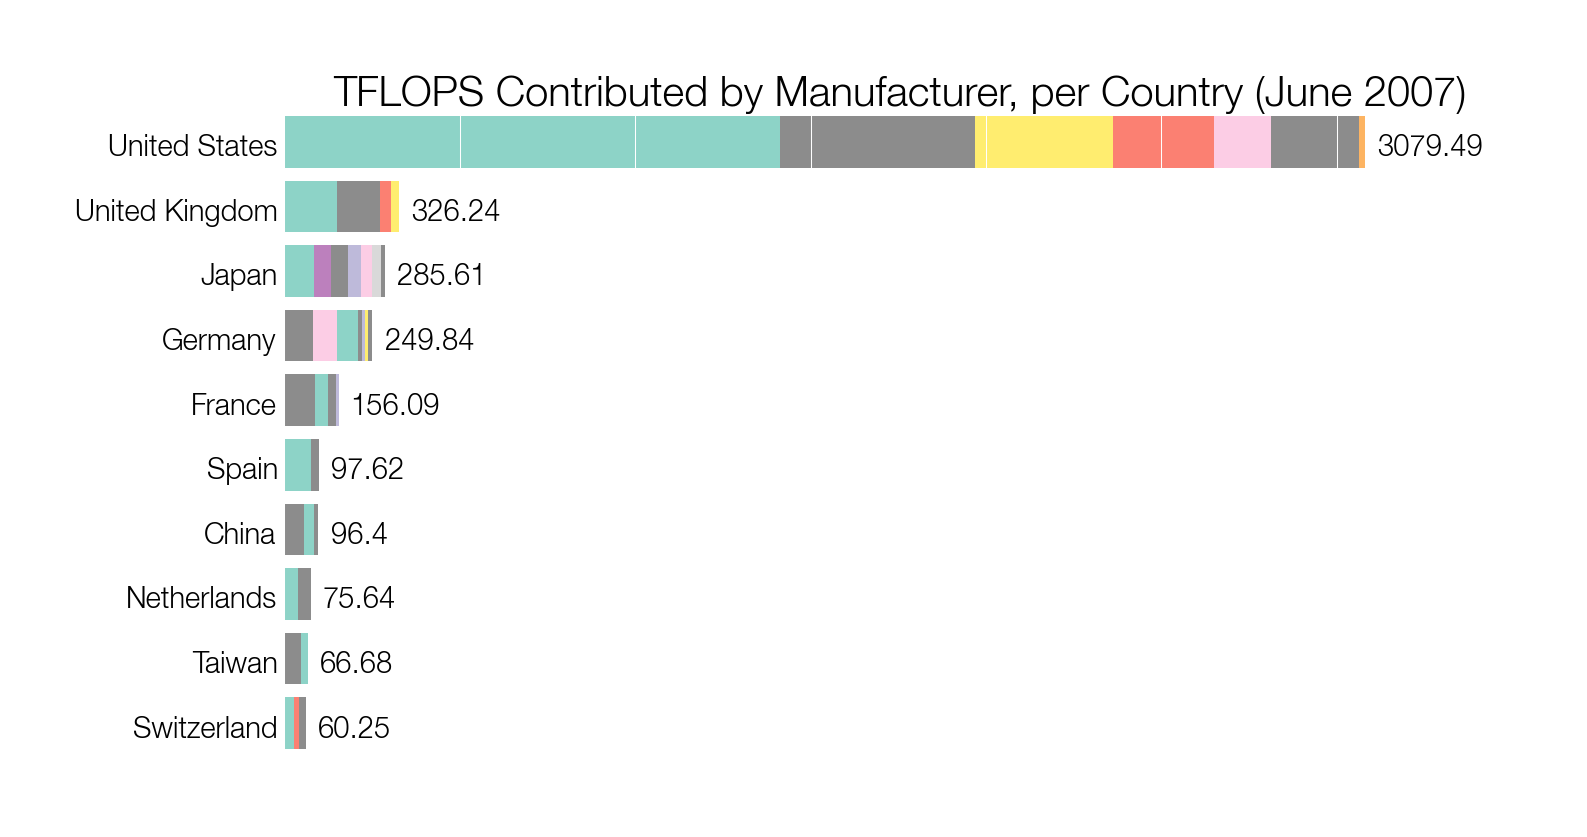 TFLOPS Contributed by Manufacturer, per Country (June 2007)
United States 3079.49
United Kingdom 326.24
Japan 285.61
Germany 249.84
France 156.09
Spain 97.62
China 96.4
Netherlands 75.64
Taiwan 66.68
Switzerland 60.25